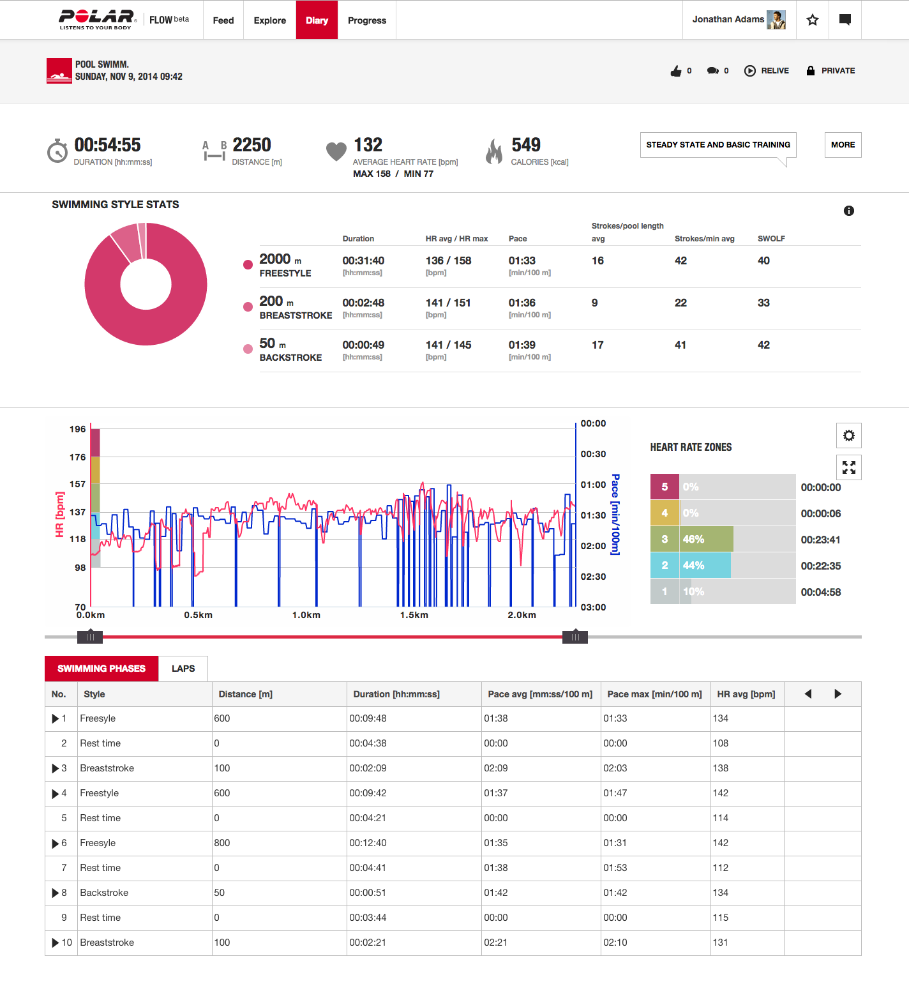 POLAR
LISTENS TO YOUR BODY
FLOW beta
Feed
Explore
Diary
Progress
Jonathan Adams
POOL SWIMM.
SUNDAY, NOV 9, 2014 09:42
0
0
RELIVE
PRIVATE
00:54:55
DURATION [hh:mm:ss]
A B
2250
DISTANCE [m]
132
AVERAGE HEART RATE [bpm]
MAX 158 / MIN 77
549
CALORIES [kcal]
STEADY STATE AND BASIC TRAINING
MORE
SWIMMING STYLE STATS
Duration
HR avg / HR max
Pace
Strokes/pool length avg
Strokes/min avg
SWOLF
2000 m 00:31:40 136 / 158 01:33 16 42 40
FREESTYLE [hh:mm:ss] [bpm] [min/100 m]
200 m 00:02:48 141 / 151 01:36 9 22 33
BREASTSTROKE [hh:mm:ss] [bpm] [min/100 m]
50 m 00:00:49 141 / 145 01:39 17 41 42
BACKSTROKE [hh:mm:ss] [bpm] [min/100 m]
HR [bpm]
196
176
157
137
118
98
70
0.0km 0.5km 1.0km 1.5km 2.0km
00:00
00:30
01:00
01:30
02:00
02:30
03:00
Pace [min/100m]
HEART RATE ZONES
5 0% 00:00:00
4 0% 00:00:06
3 46% 00:23:41
2 44% 00:22:35
1 10% 00:04:58
SWIMMING PHASES
LAPS
No. Style Distance [m] Duration [hh:mm:ss] Pace avg [mm:ss/100 m] Pace max [min/100 m] HR avg [bpm]
1 Freesyle 600 00:09:48 01:38 01:33 134
2 Rest time 0 00:04:38 00:00 00:00 108
3 Breaststroke 100 00:02:09 02:09 02:03 138
4 Freestyle 600 00:09:42 01:37 01:47 142
5 Rest time 0 00:04:21 00:00 00:00 114
6 Freesyle 800 00:12:40 01:35 01:31 142
7 Rest time 0 00:04:41 01:38 01:53 112
8 Backstroke 50 00:00:51 01:42 01:42 134
9 Rest time 0 00:03:44 00:00 00:00 115
10 Breaststroke 100 00:02:21 02:21 02:10 131